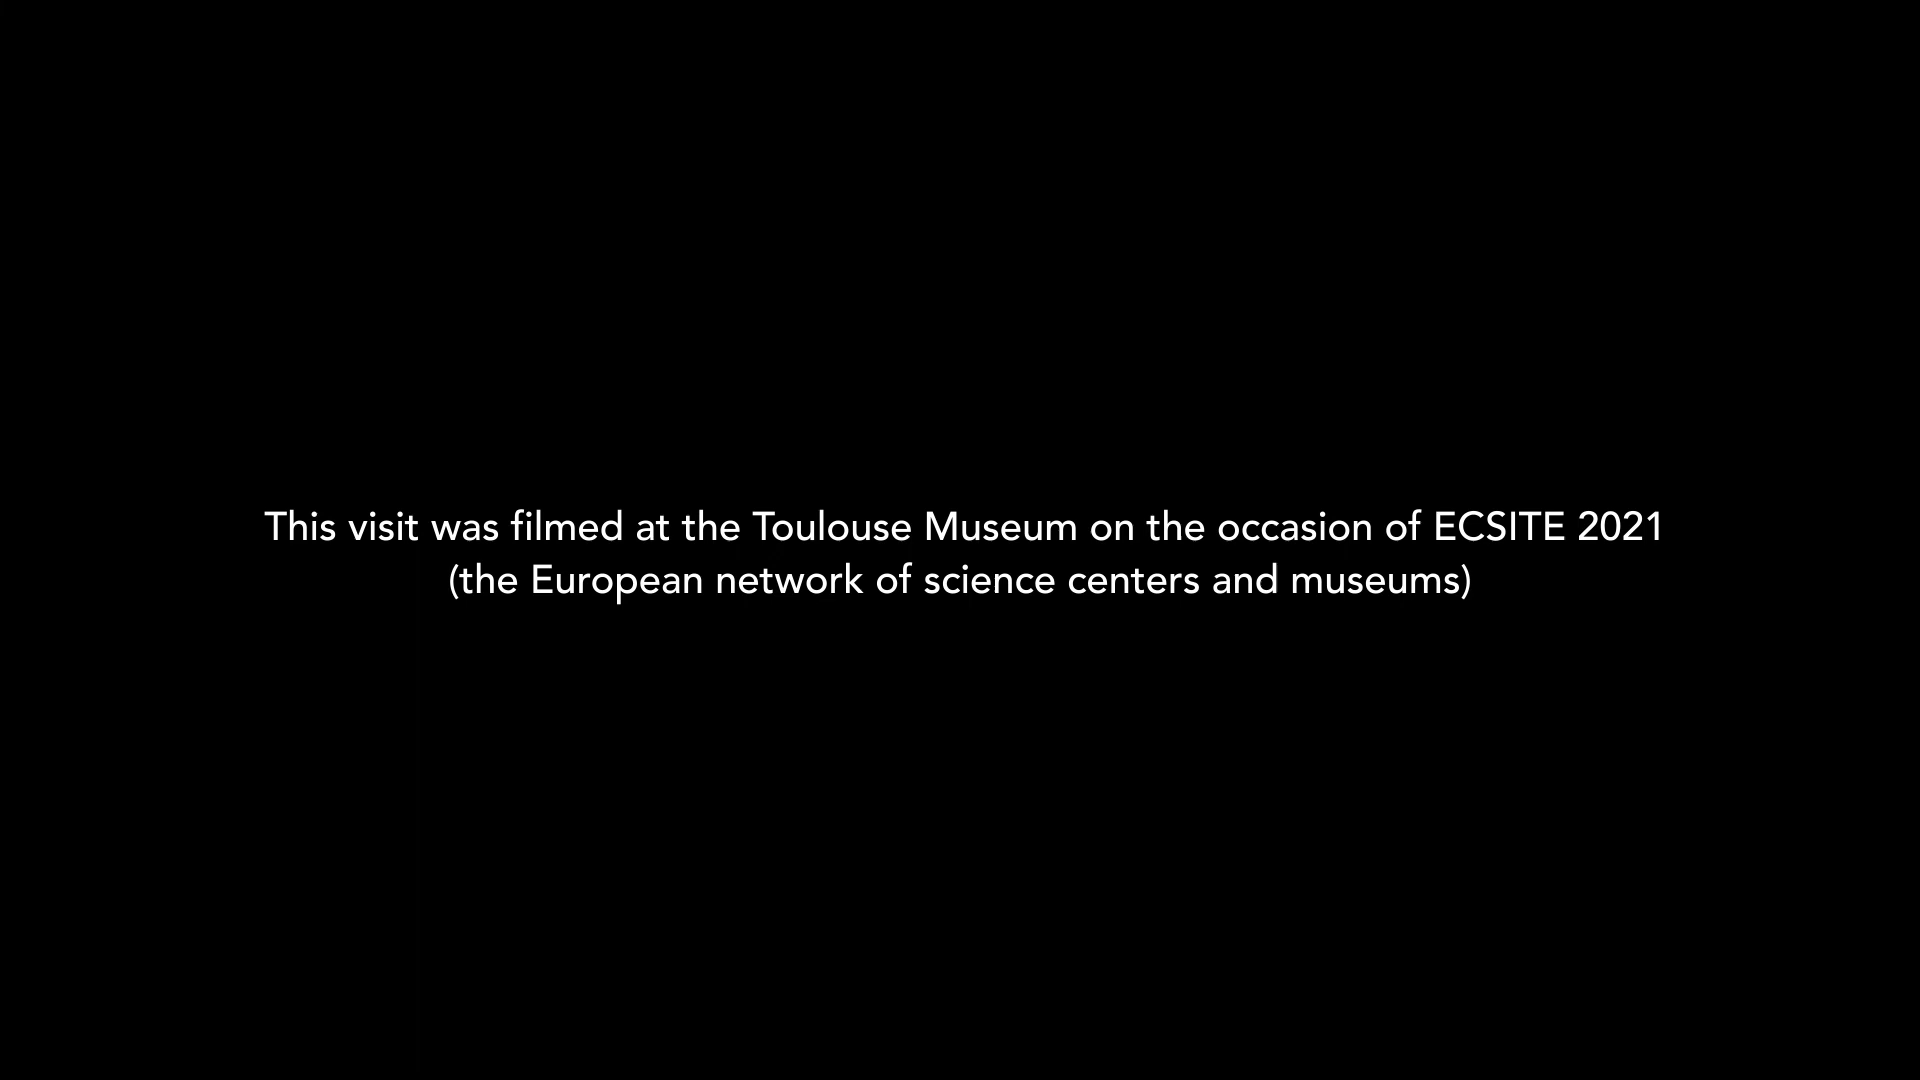 This visit was filmed at the Toulouse Museum on the occasion of ECSITE 2021
(the European network of science centers and museums)